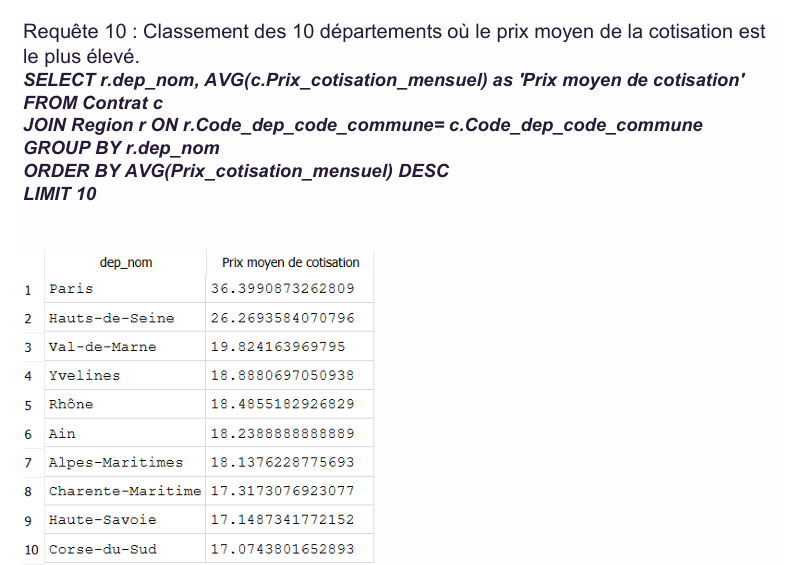 Requête 10 : Classement des 10 départements où le prix moyen de la cotisation est
le plus élevé.
SELECT r.dep_nom, AVG(c.Prix_cotisation_mensuel) as 'Prix moyen de cotisation'
FROM Contrat c
JOIN Region r ON r.Code_dep_code_commune= c.Code_dep_code_commune
GROUP BY r.dep_nom
ORDER BY AVG(Prix_cotisation_mensuel) DESC
LIMIT 10
dep_nom Prix moyen de cotisation
1 Paris 36.3990873262809
2 Hauts-de-Seine 26.2693584070796
3 Val-de-Marne 19.824163969795
4 Yvelines 18.8880697050938
5 Rhône 18.4855182926829
6 Ain 18.2388888888889
7 Alpes-Maritimes 18.1376228775693
8 Charente-Maritime 17.3173076923077
9 Haute-Savoie 17.1487341772152
10 Corse-du-Sud 17.0743801652893